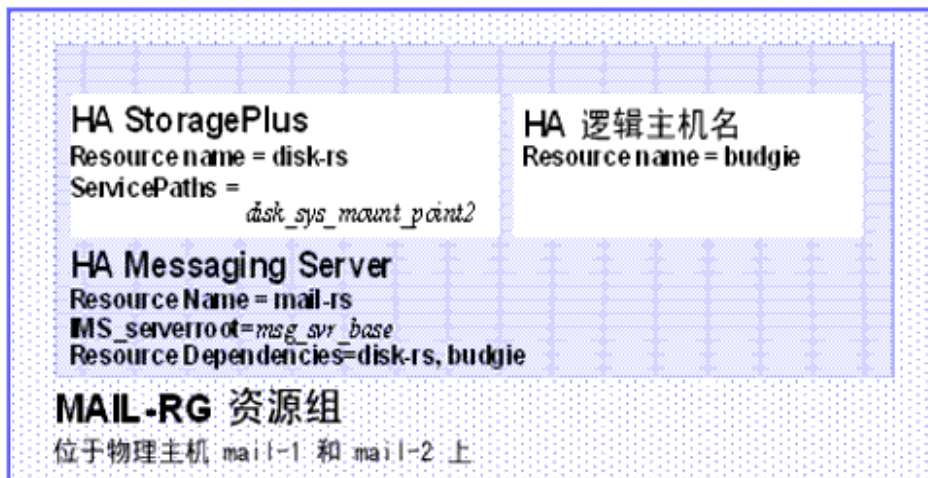 HA StoragePlus
Resource name = disk-rs
ServicePaths =
disk_sys_mount_point2
HA 逻辑主机名
Resource name = budgie
HA Messaging Server
Resource Name = mail-rs
IMS_serverroot=msg_svr_base
Resource Dependencies=disk-rs, budgie
MAIL-RG 资源组
位于物理主机 mail-1 和 mail-2 上